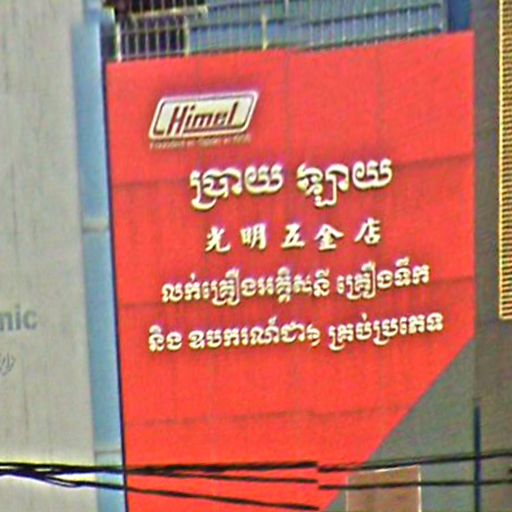 Himel
ប្រាយ ឡាយ
光明五金店
លក់គ្រឿងអគ្គិសនី គ្រឿងទឹក
និង ឧបករណ៍ជាង គ្រប់ប្រភេទ
nic